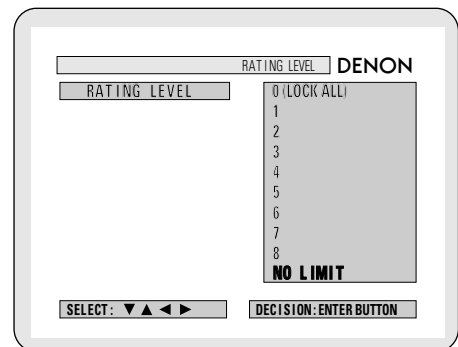 RATING LEVEL DENON
RATING LEVEL
0 (LOCK ALL)
1
2
3
4
5
6
7
8
NO LIMIT
SELECT: ▼ ▲ ◄ ► DECISION: ENTER BUTTON